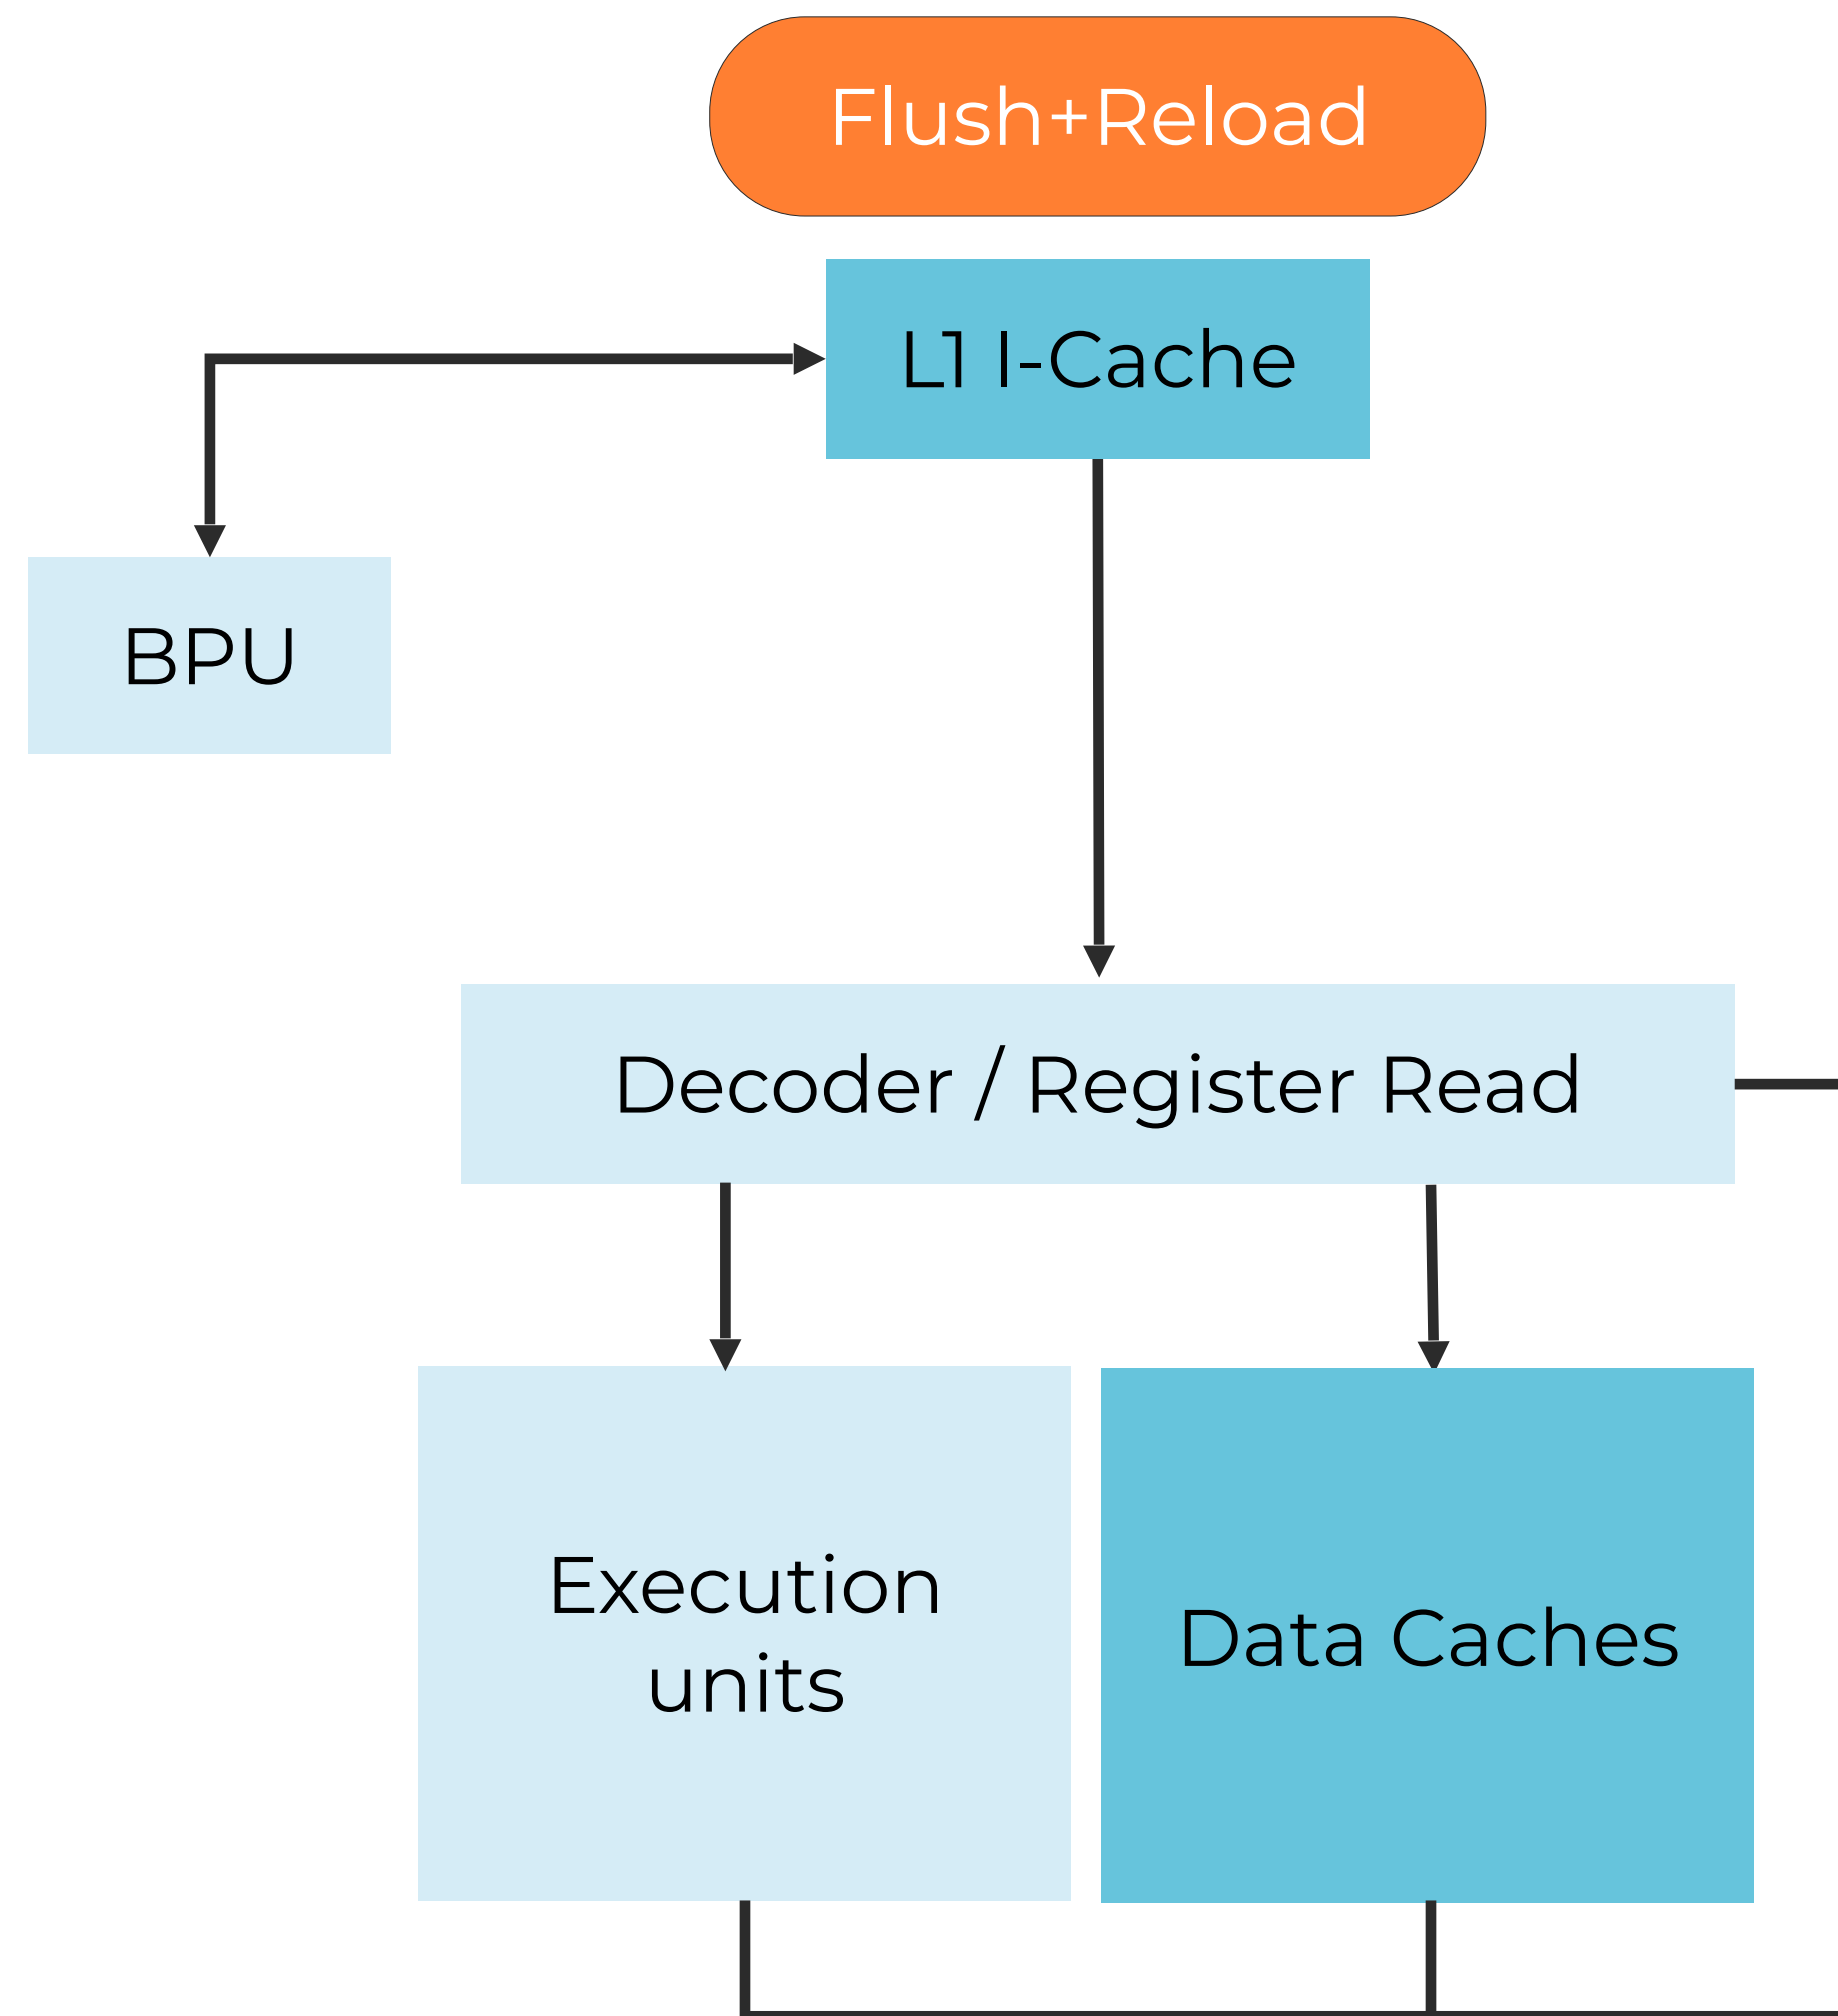 Flush+Reload
L1 I-Cache
BPU
Decoder / Register Read
Execution
units
Data Caches